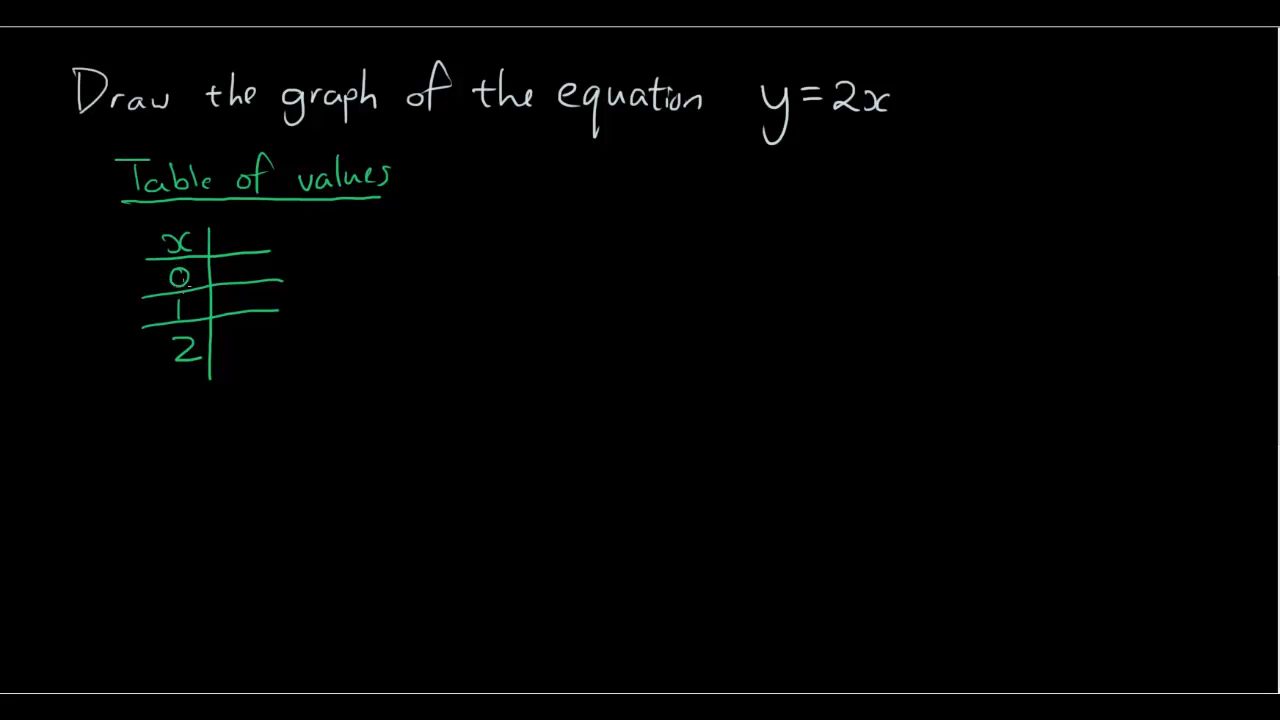 Draw the graph of the equation y=2x
Table of values
x
0
1
2